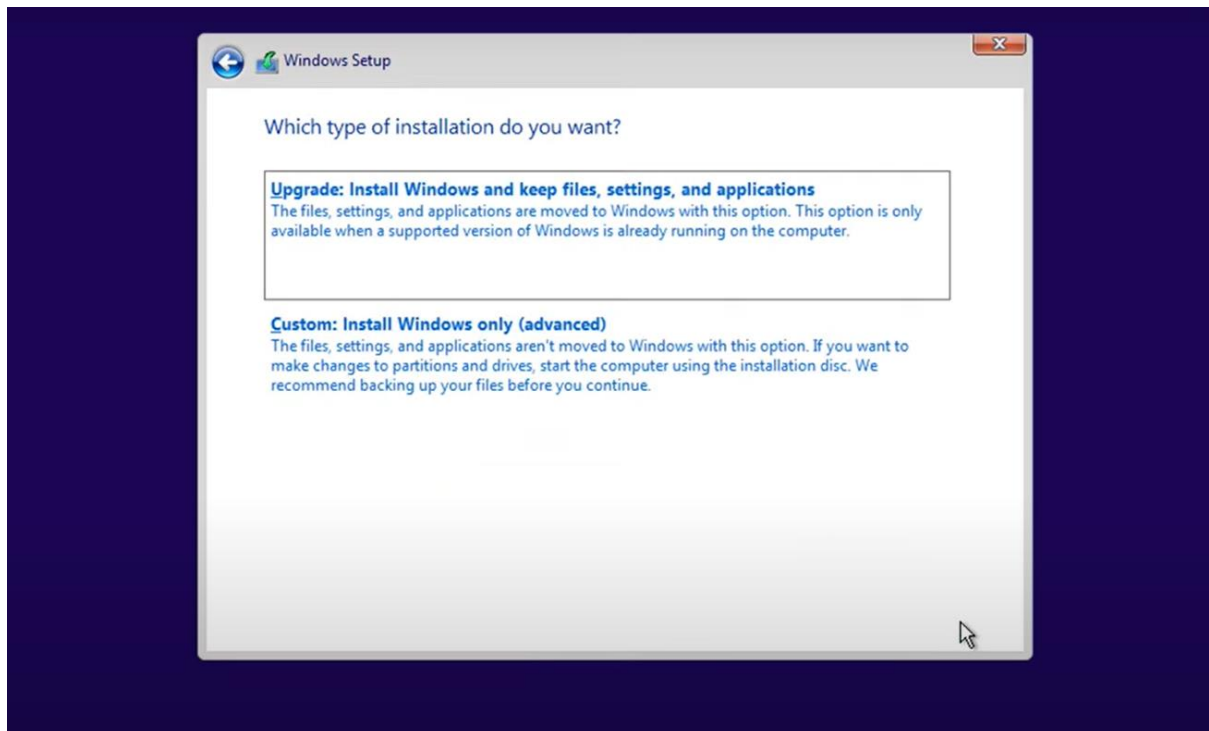 Windows Setup
Which type of installation do you want?
Upgrade: Install Windows and keep files, settings, and applications
The files, settings, and applications are moved to Windows with this option. This option is only
available when a supported version of Windows is already running on the computer.
Custom: Install Windows only (advanced)
The files, settings, and applications aren't moved to Windows with this option. If you want to
make changes to partitions and drives, start the computer using the installation disc. We
recommend backing up your files before you continue.